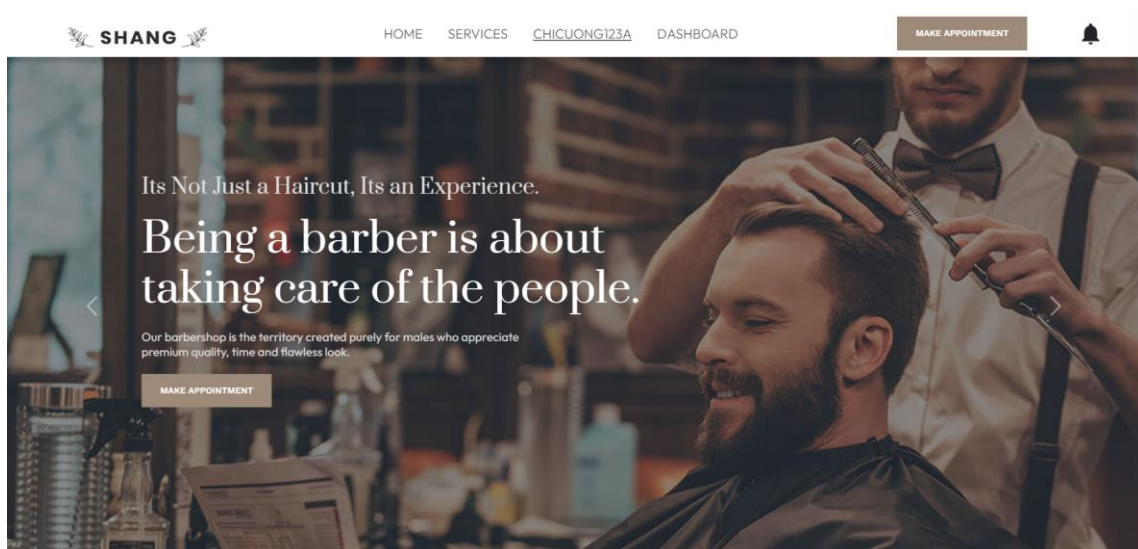 SHANG
HOME SERVICES CHICUONG123A DASHBOARD
MAKE APPOINTMENT
Its Not Just a Haircut, Its an Experience.
Being a barber is about
taking care of the people.
Our barbershop is the territory created purely for males who appreciate
premium quality, time and flawless look.
MAKE APPOINTMENT